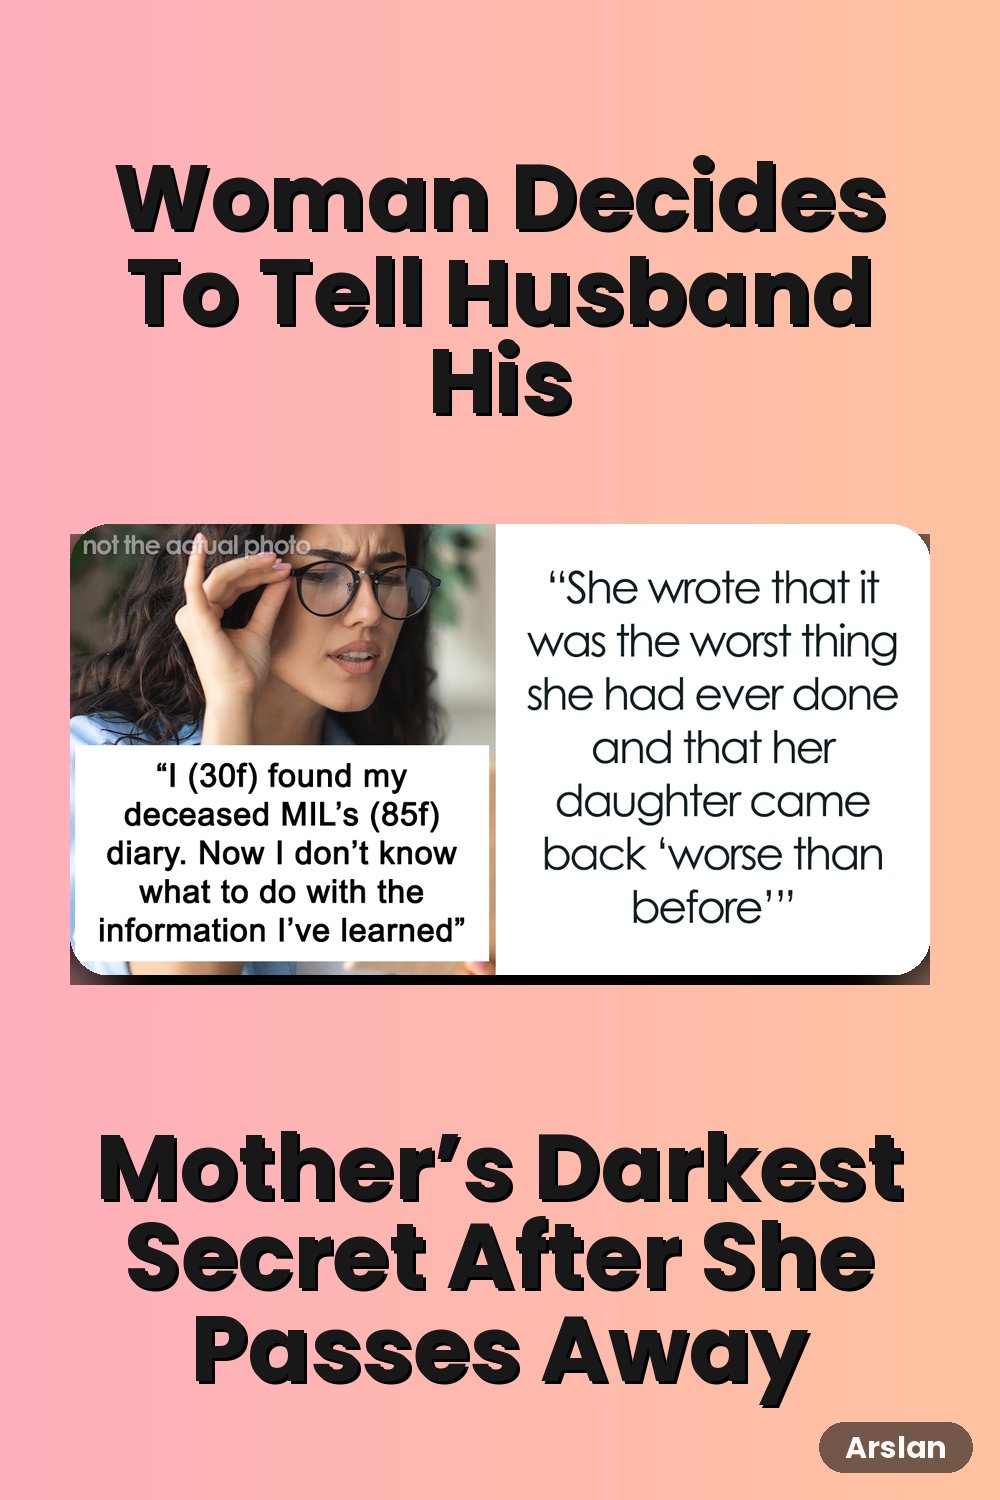 Woman Decides
To Tell Husband
His
not the actual photo
“I (30f) found my
deceased MIL’s (85f)
diary. Now I don’t know
what to do with the
information I’ve learned”
“She wrote that it
was the worst thing
she had ever done
and that her
daughter came
back ‘worse than
before’”
Mother’s Darkest
Secret After She
Passes Away
Arslan